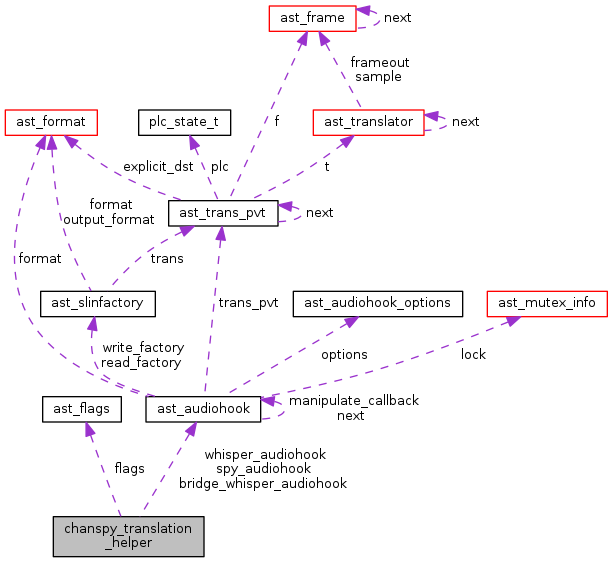 ast_frame
next
frameout
sample
ast_format
plc_state_t
f
ast_translator
next
explicit_dst
plc
t
format
output_format
ast_trans_pvt
next
format
trans
ast_slinfactory
trans_pvt
ast_audiohook_options
ast_mutex_info
write_factory
read_factory
options
lock
ast_flags
ast_audiohook
manipulate_callback
next
flags
whisper_audiohook
spy_audiohook
bridge_whisper_audiohook
chanspy_translation
_helper